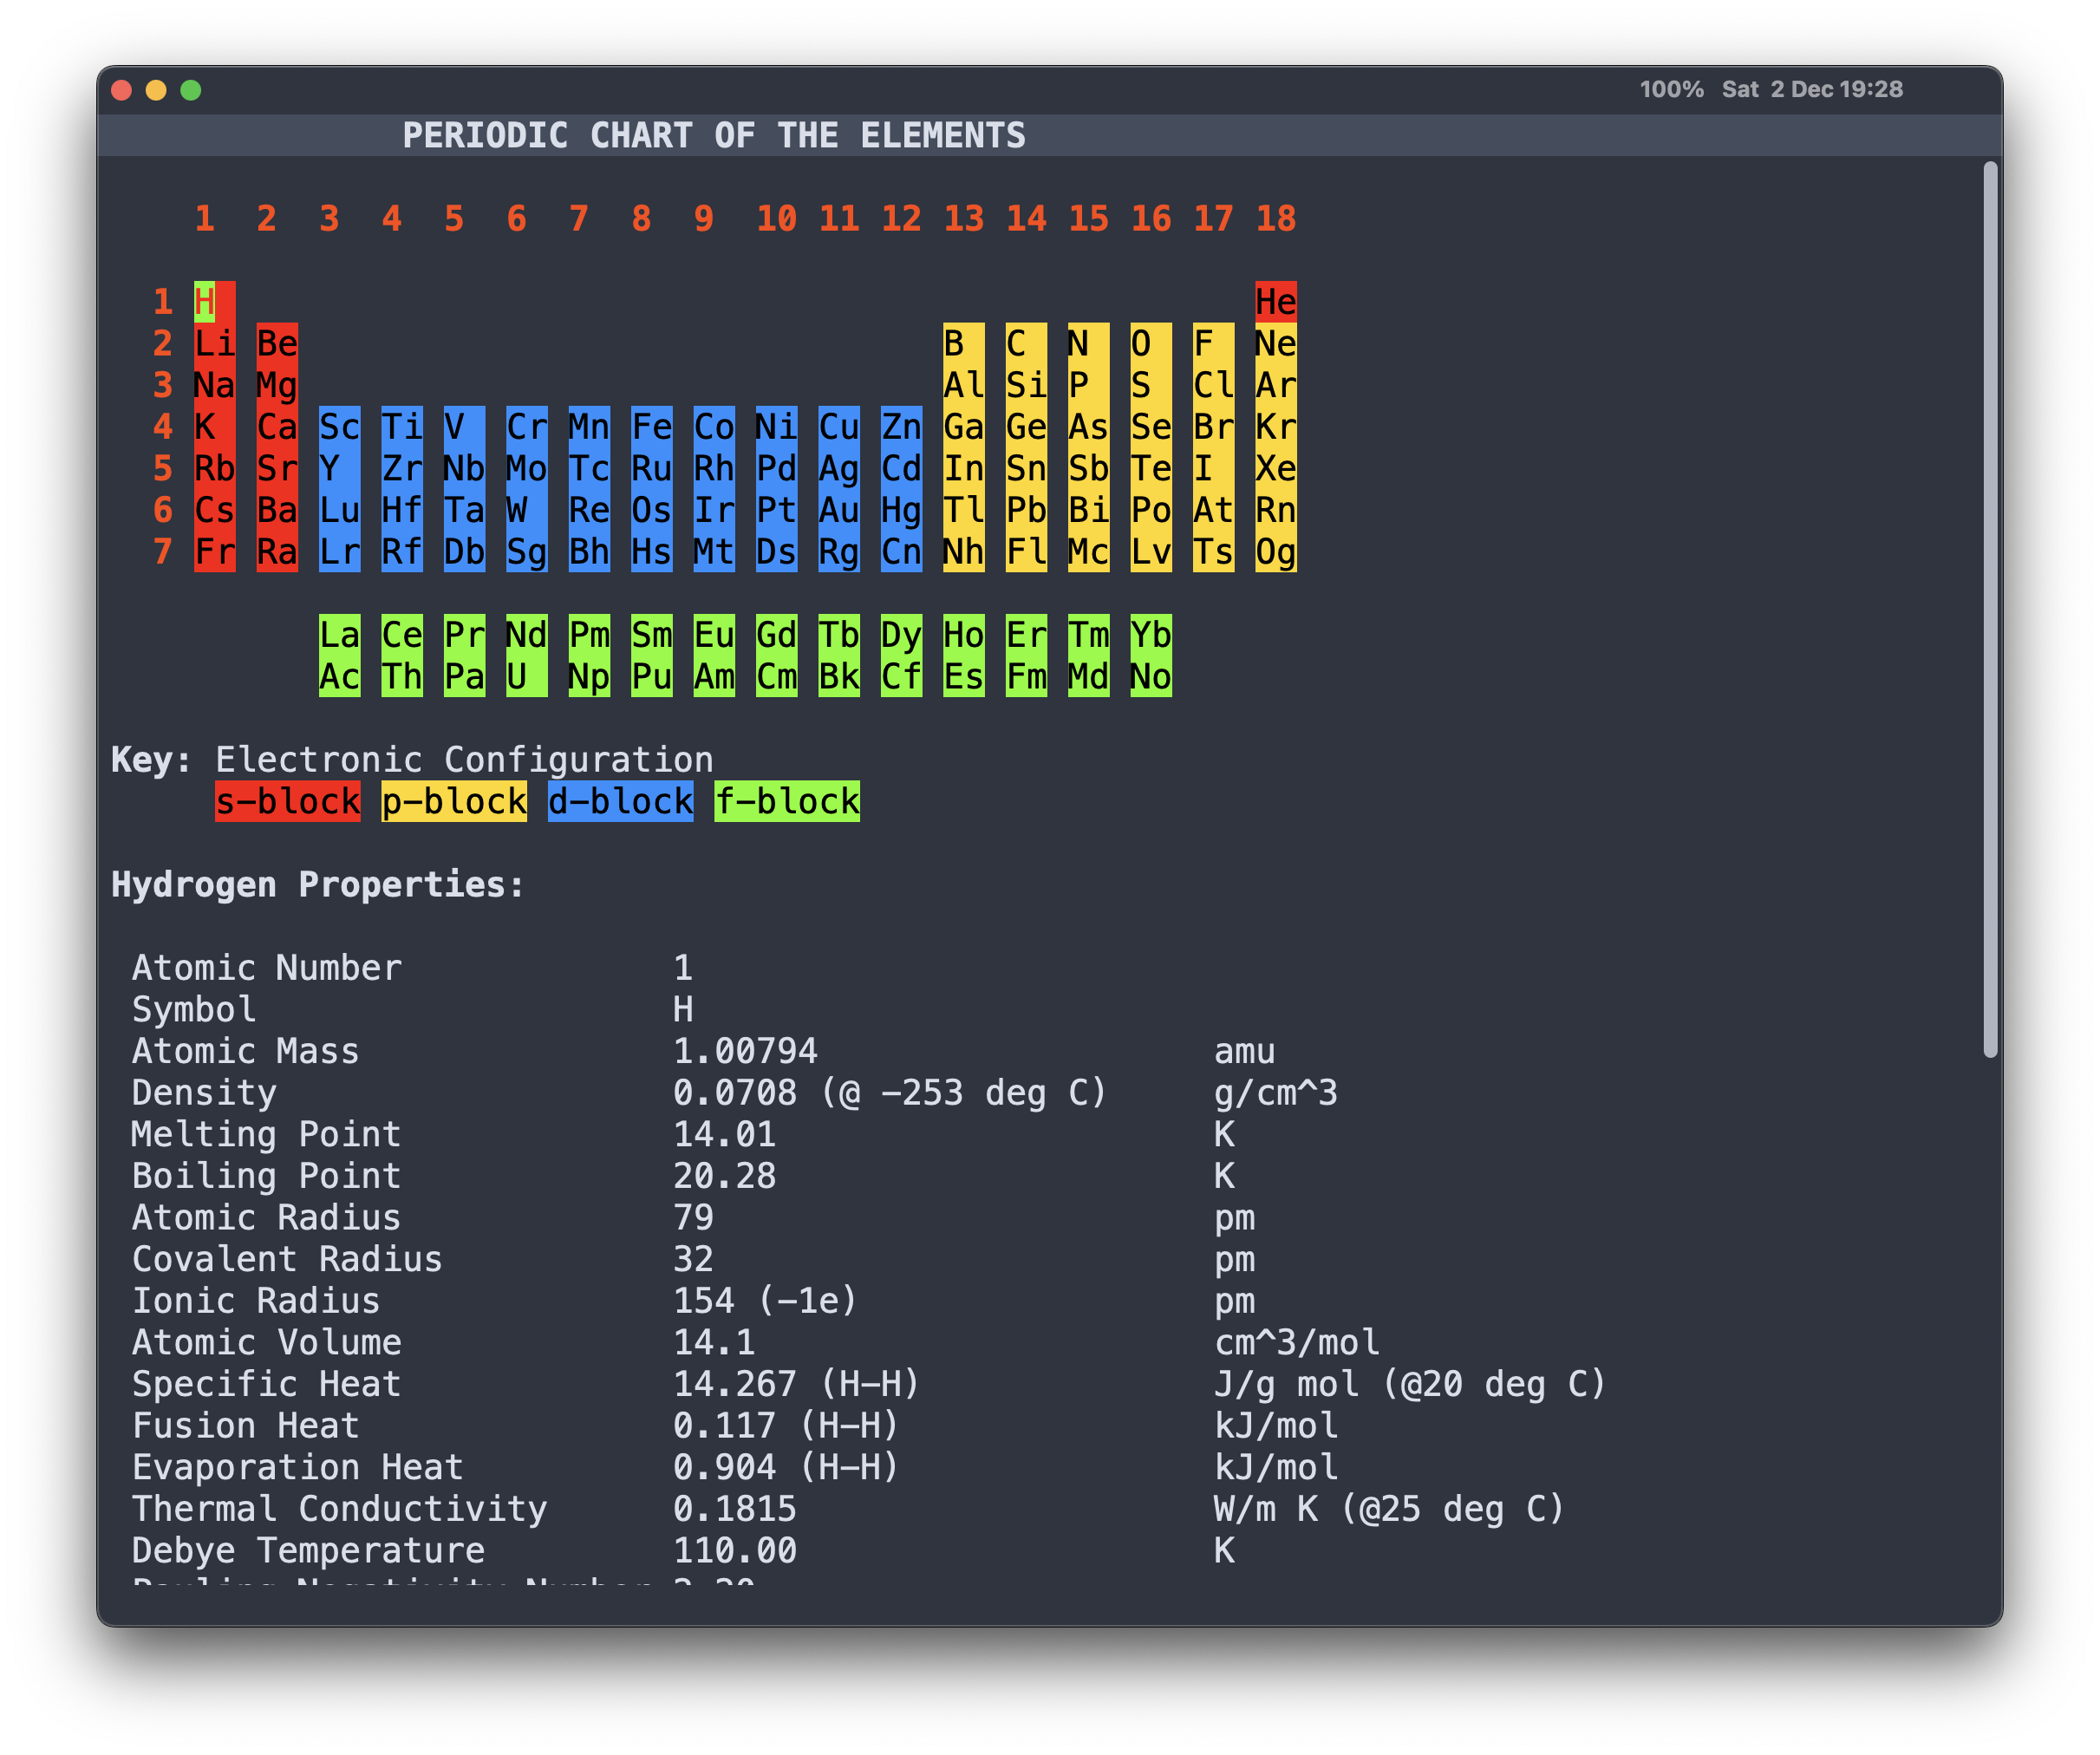 100% Sat 2 Dec 19:28
PERIODIC CHART OF THE ELEMENTS
1 2 3 4 5 6 7 8 9 10 11 12 13 14 15 16 17 18
1 H He
2 Li Be B C N O F Ne
3 Na Mg Al Si P S Cl Ar
4 K Ca Sc Ti V Cr Mn Fe Co Ni Cu Zn Ga Ge As Se Br Kr
5 Rb Sr Y Zr Nb Mo Tc Ru Rh Pd Ag Cd In Sn Sb Te I Xe
6 Cs Ba Lu Hf Ta W Re Os Ir Pt Au Hg Tl Pb Bi Po At Rn
7 Fr Ra Lr Rf Db Sg Bh Hs Mt Ds Rg Cn Nh Fl Mc Lv Ts Og
La Ce Pr Nd Pm Sm Eu Gd Tb Dy Ho Er Tm Yb
Ac Th Pa U Np Pu Am Cm Bk Cf Es Fm Md No
Key: Electronic Configuration
s-block p-block d-block f-block
Hydrogen Properties:
Atomic Number 1
Symbol H
Atomic Mass 1.00794 amu
Density 0.0708 (@ -253 deg C) g/cm^3
Melting Point 14.01 K
Boiling Point 20.28 K
Atomic Radius 79 pm
Covalent Radius 32 pm
Ionic Radius 154 (-1e) pm
Atomic Volume 14.1 cm^3/mol
Specific Heat 14.267 (H-H) J/g mol (@20 deg C)
Fusion Heat 0.117 (H-H) kJ/mol
Evaporation Heat 0.904 (H-H) kJ/mol
Thermal Conductivity 0.1815 W/m K (@25 deg C)
Debye Temperature 110.00 K
Pauling Negativity Number 2.20